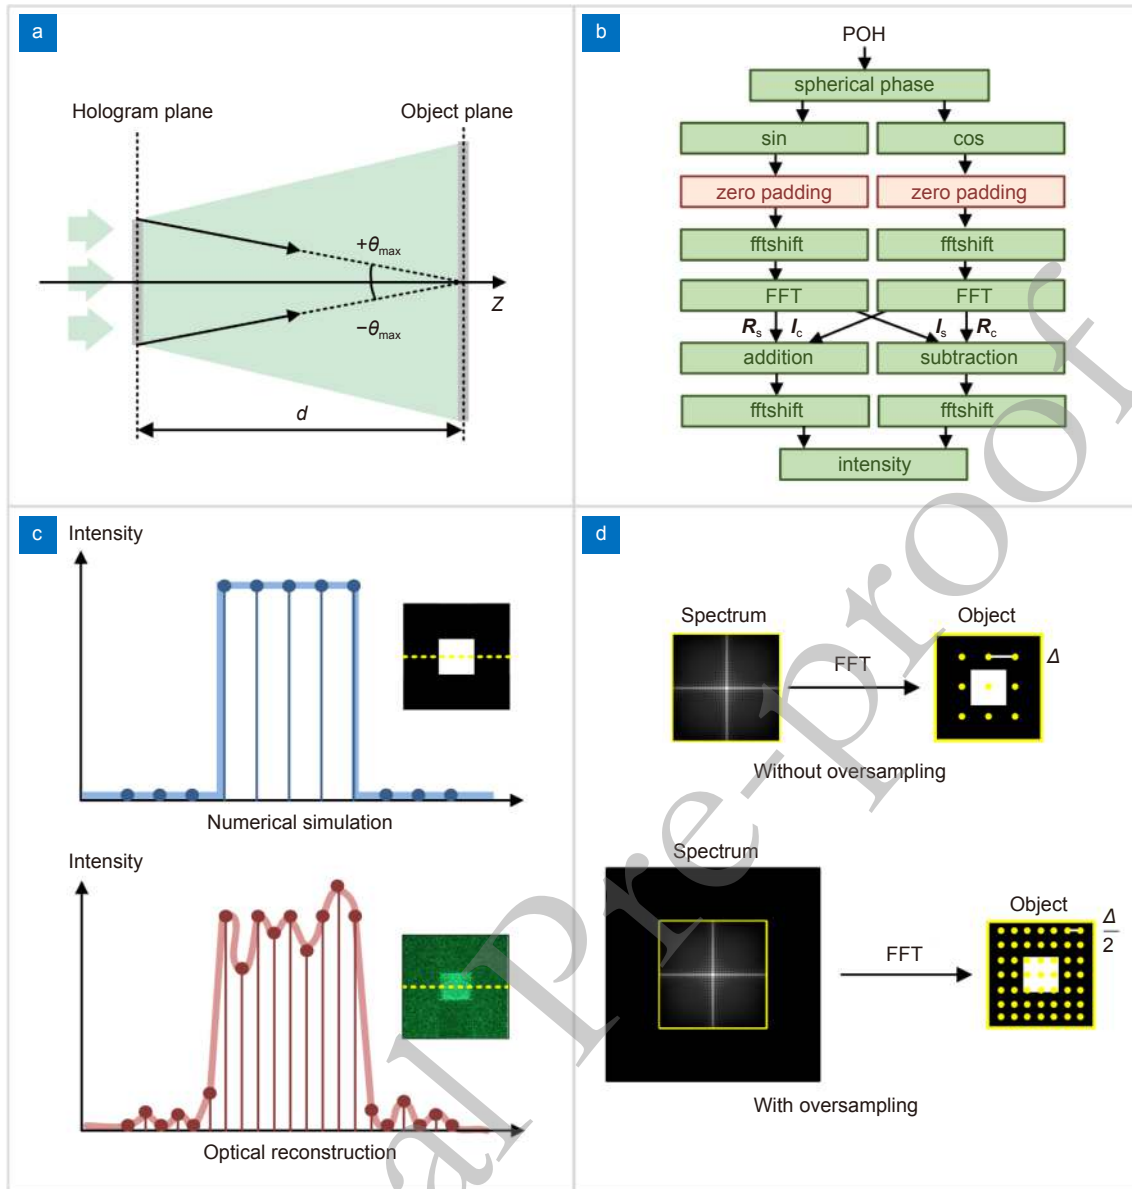 a
Hologram plane
Object plane
+θmax
−θmax
Z
d
b
POH
spherical phase
sin
cos
zero padding
zero padding
fftshift
fftshift
FFT
FFT
Rs Ic
Is Rc
addition
subtraction
fftshift
fftshift
intensity
c
Intensity
Numerical simulation
Intensity
Optical reconstruction
d
Spectrum
Object
FFT
Δ
Without oversampling
Spectrum
Object
FFT
Δ
2
With oversampling
al Pre-proof